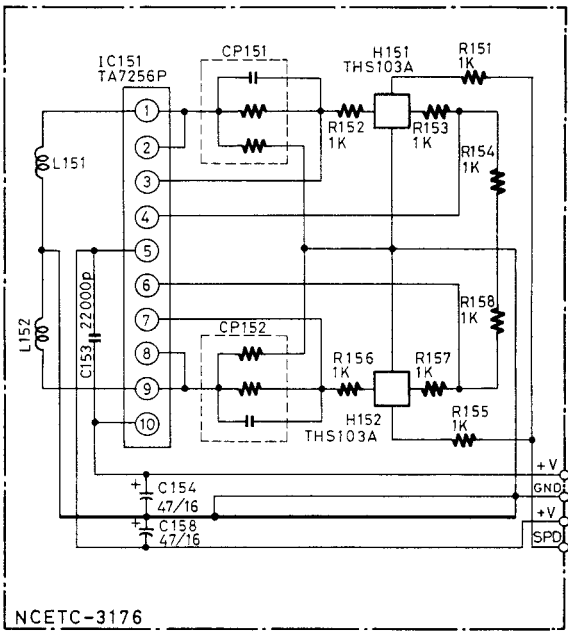 IC151
TA7256P
CP151
H151
THS103A
R151
1K
1
2
3
4
5
6
7
8
9
10
R152
1K
R153
1K
R154
1K
L151
L152
C153
22000p
CP152
R158
1K
R156
1K
R157
1K
H152
THS103A
R155
1K
+ C154
47/16
+ C158
47/16
+V
GND
+V
SPD
NCETC-3176